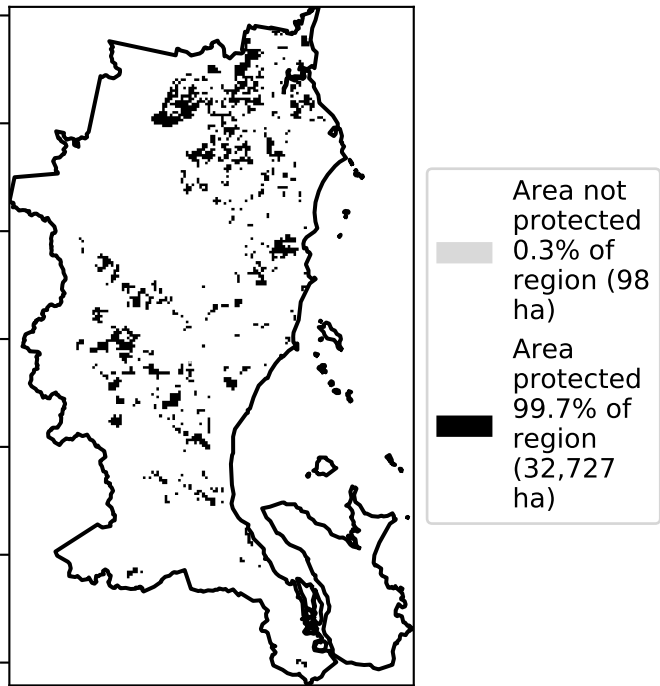 Area not
protected
0.3% of
region (98
ha)
Area
protected
99.7% of
region
(32,727
ha)